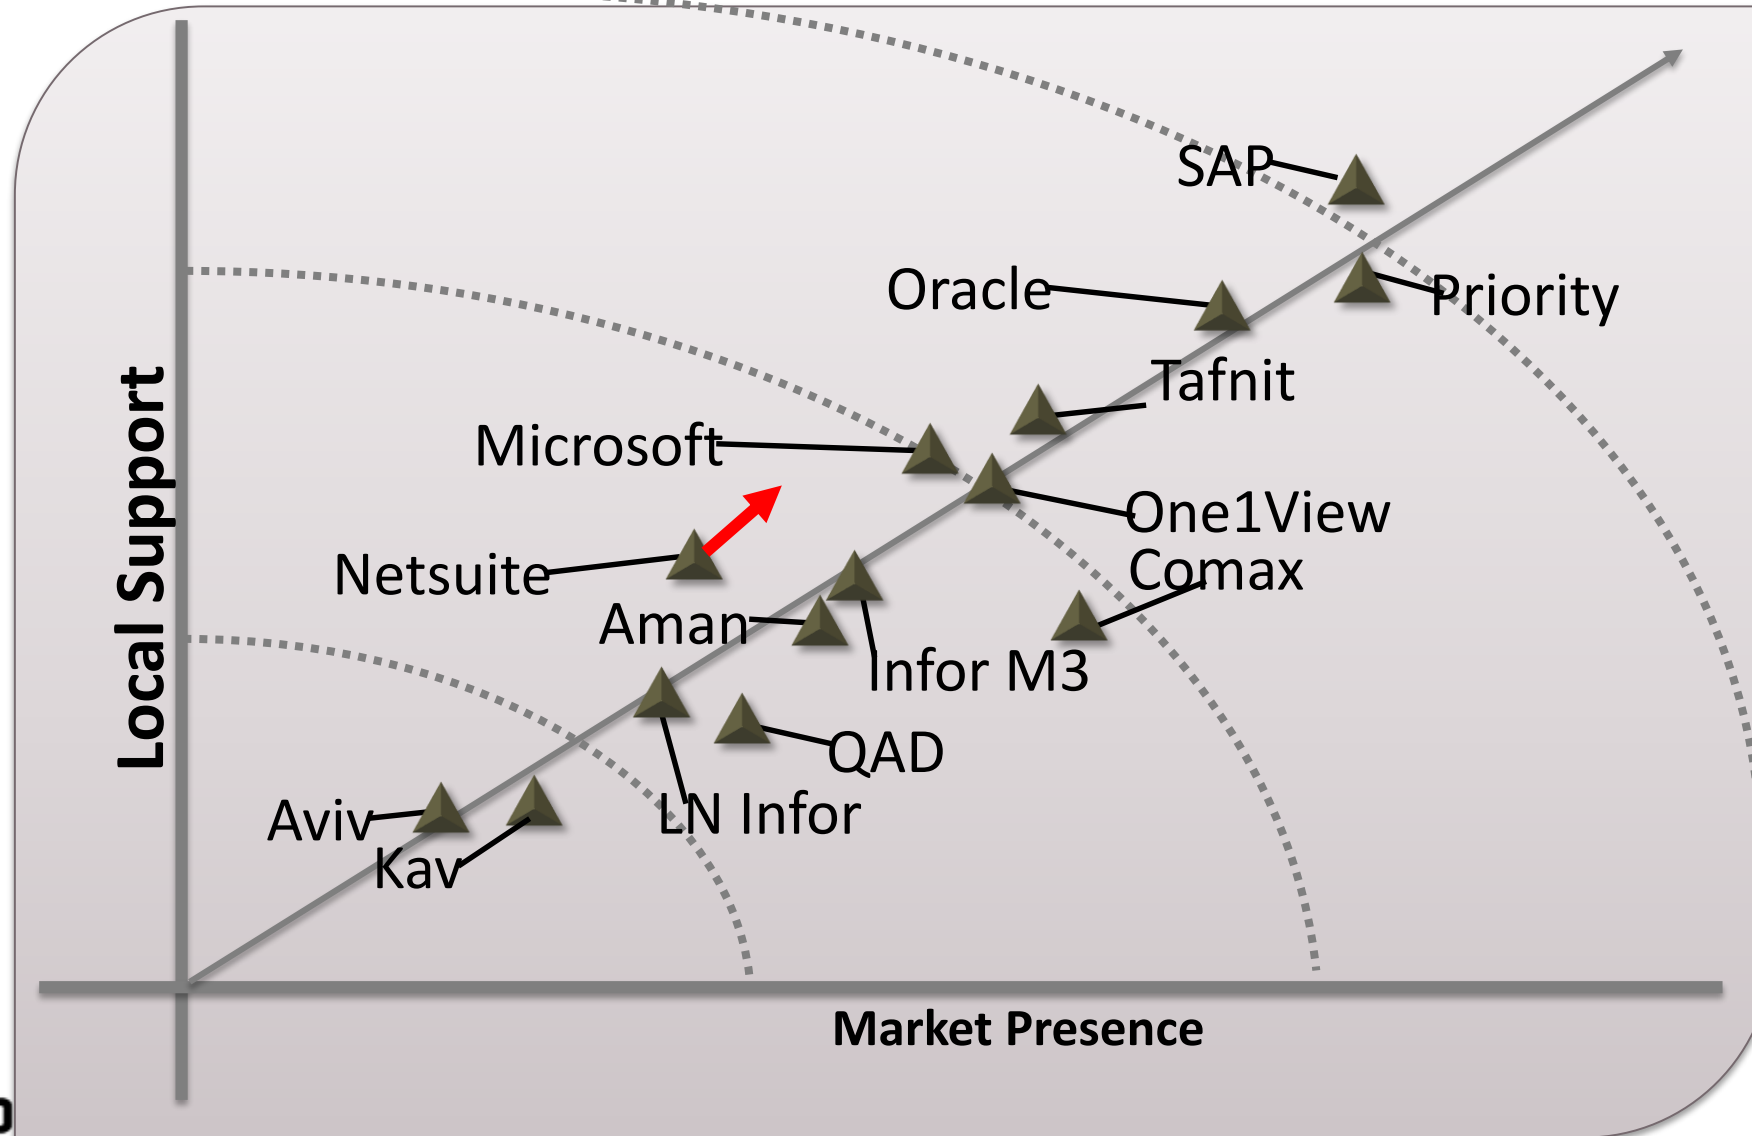 SAP
Oracle
Priority
Tafnit
Microsoft
One1View
Comax
Netsuite
Aman
Infor M3
QAD
LN Infor
Aviv
Kav
Local Support
Market Presence